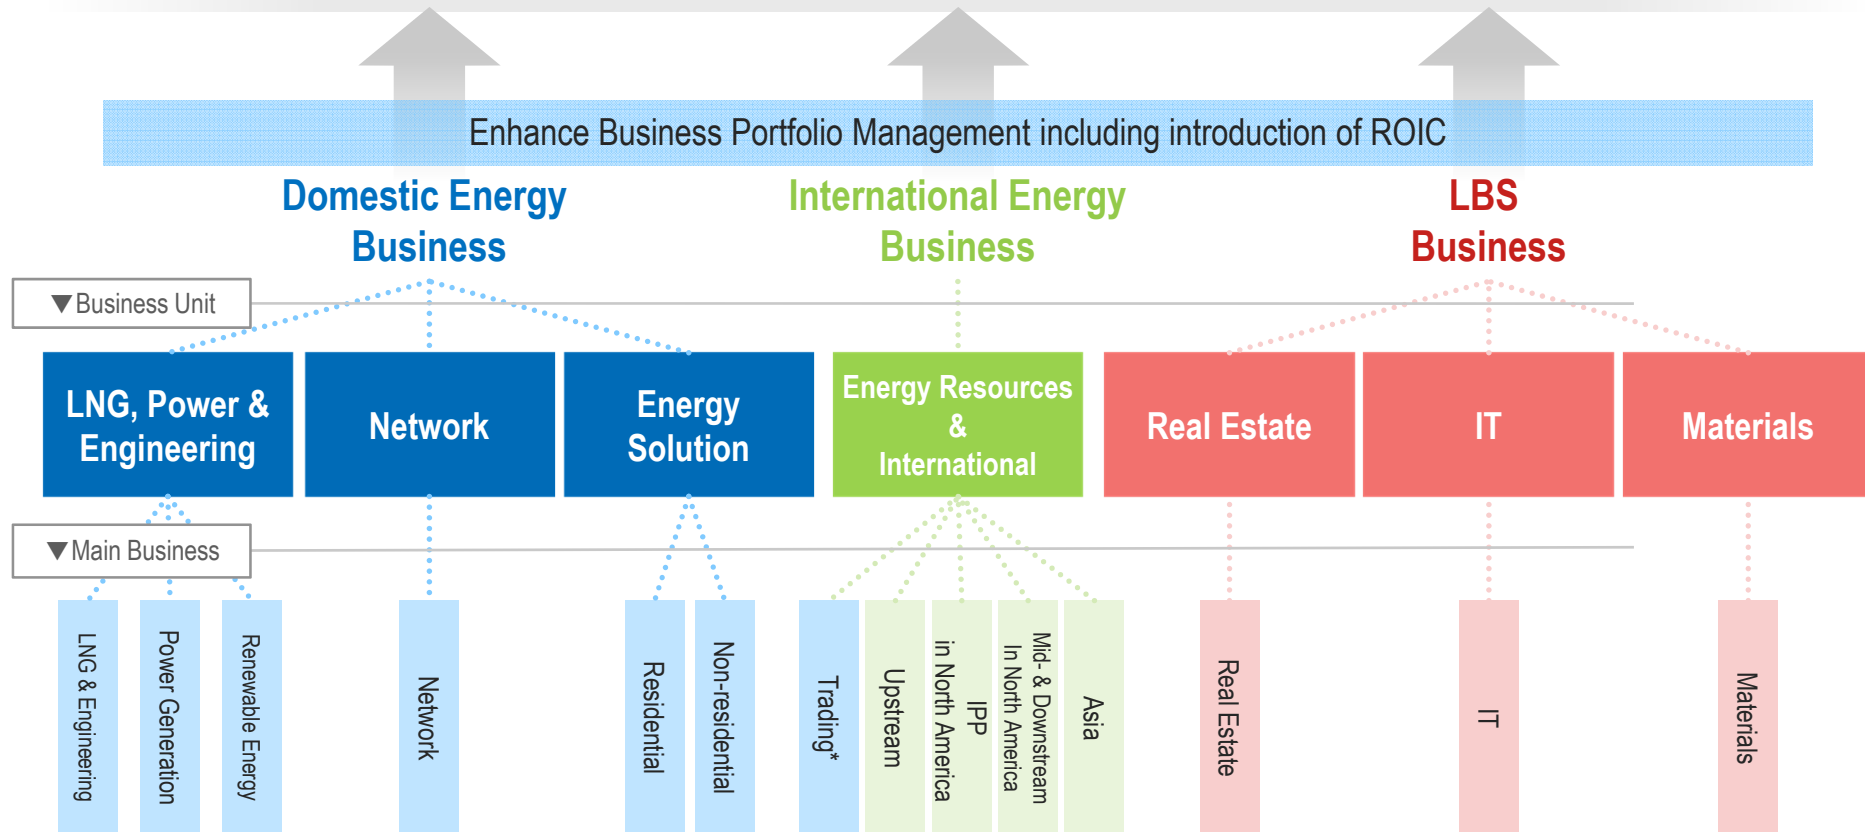 Enhance Business Portfolio Management including introduction of ROIC
Domestic Energy
Business
International Energy
Business
LBS
Business
▼Business Unit
LNG, Power &
Engineering
Network
Energy
Solution
Energy Resources
&
International
Real Estate
IT
Materials
▼Main Business
LNG & Engineering
Power Generation
Renewable Energy
Network
Residential
Non-residential
Trading*
Upstream
IPP
in North America
Mid- & Downstream
In North America
Asia
Real Estate
IT
Materials